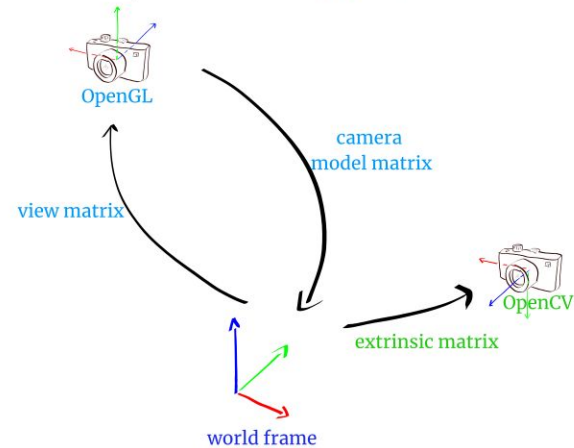 OpenGL
camera
model matrix
view matrix
OpenCV
extrinsic matrix
world frame